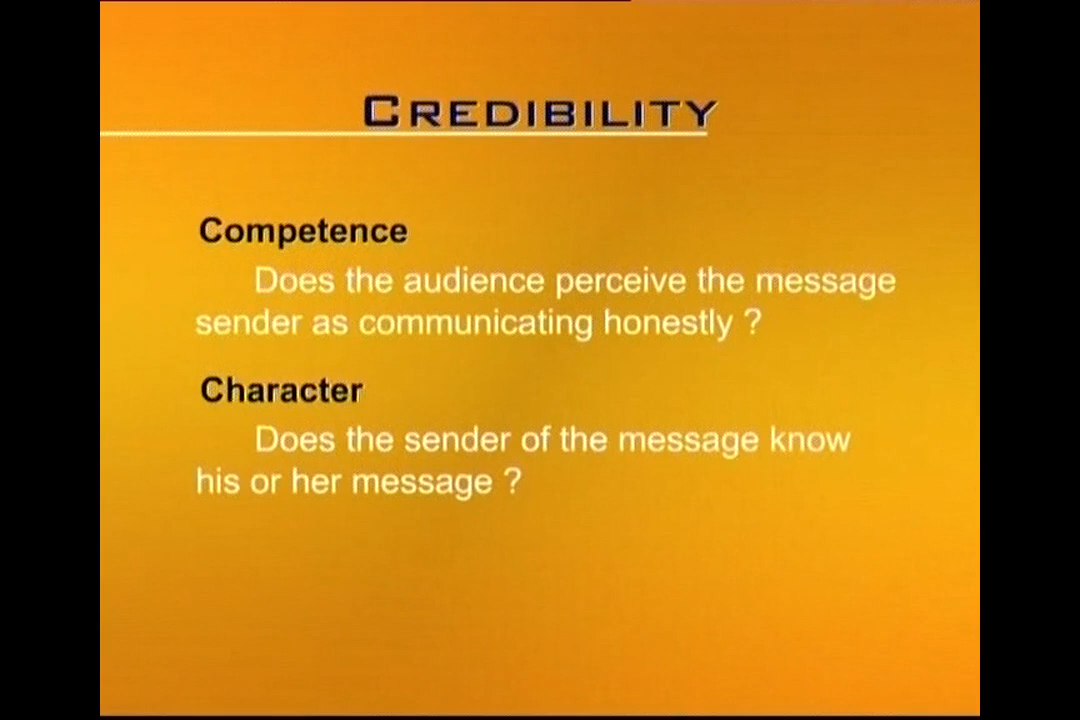 CREDIBILITY
Competence
Does the audience perceive the message
sender as communicating honestly ?
Character
Does the sender of the message know
his or her message ?